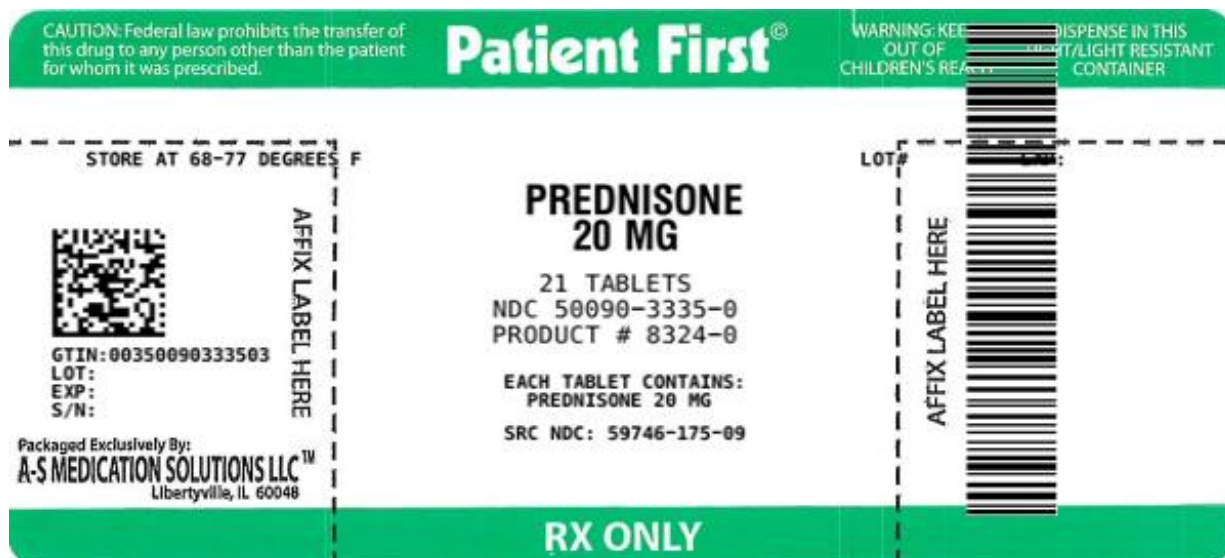 CAUTION: Federal law prohibits the transfer of
this drug to any person other than the patient
for whom it was prescribed.
Patient First©
WARNING: KEE
OUT OF
CHILDREN'S REA
DISPENSE IN THIS
/LIGHT RESISTANT
CONTAINER
STORE AT 68-77 DEGREES F
LOT#
AFFIX LABEL HERE
GTIN:00350090333503
LOT:
EXP:
S/N:
Packaged Exclusively By:
A-S MEDICATION SOLUTIONS LLC™
Libertyville, IL 60048
PREDNISONE
20 MG
21 TABLETS
NDC 50090-3335-0
PRODUCT # 8324-0
EACH TABLET CONTAINS:
PREDNISONE 20 MG
SRC NDC: 59746-175-09
AFFIX LABEL HERE
RX ONLY